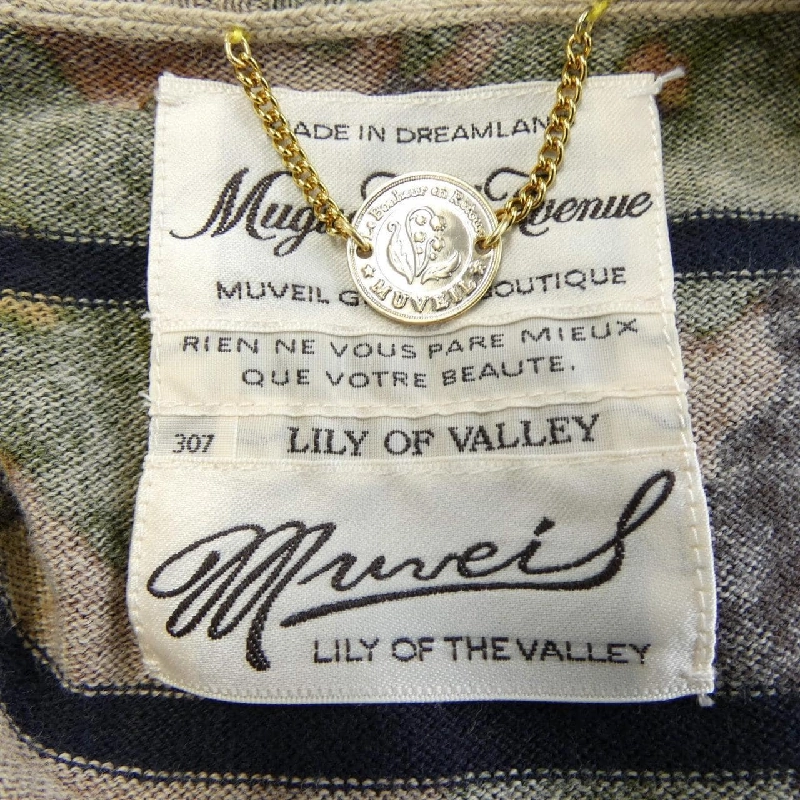 ADE IN DREAMLAN
Mug venue
MUVEIL G OUTIQUE
MUVEIL
RIEN NE VOUS PARE MIEUX
QUE VOTRE BEAUTE.
307 LILY OF VALLEY
Muveil
LILY OF THE VALLEY